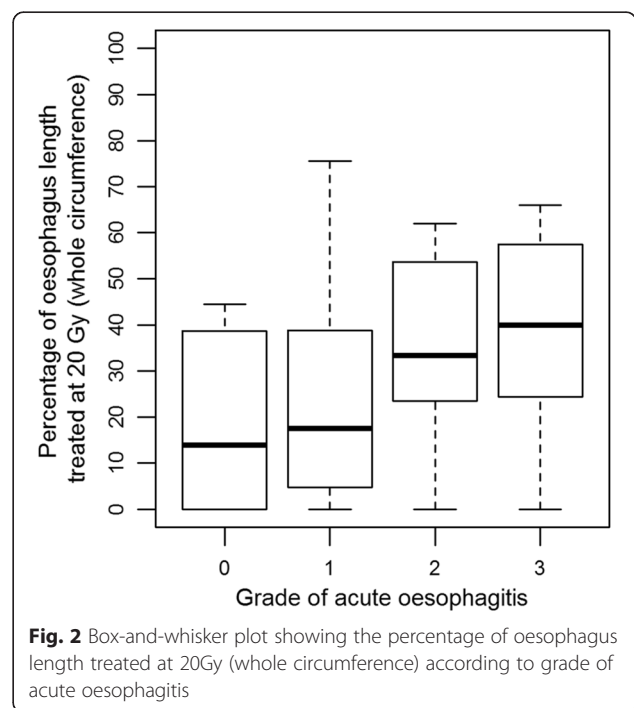 Percentage of oesophagus length
treated at 20 Gy (whole circumference)
100
90
80
70
60
50
40
30
20
10
0
0 1 2 3
Grade of acute oesophagitis
Fig. 2 Box-and-whisker plot showing the percentage of oesophagus
length treated at 20Gy (whole circumference) according to grade of
acute oesophagitis